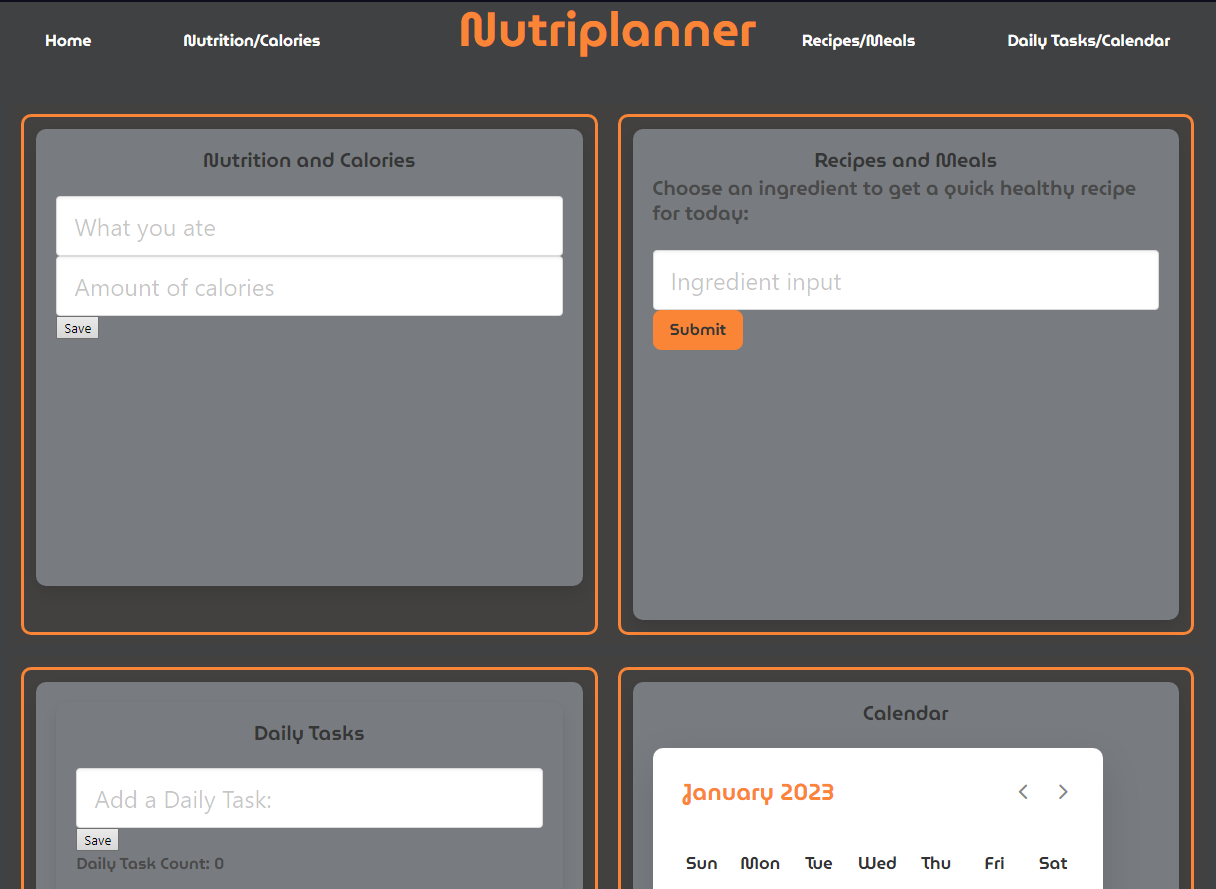 Home
Nutrition/Calories
Nutriplanner
Recipes/Meals
Daily Tasks/Calendar
Nutrition and Calories
What you ate
Amount of calories
Save
Recipes and Meals
Choose an ingredient to get a quick healthy recipe
for today:
Ingredient input
Submit
Daily Tasks
Add a Daily Task:
Save
Daily Task Count: 0
Calendar
January 2023
Sun Mon Tue Wed Thu Fri Sat